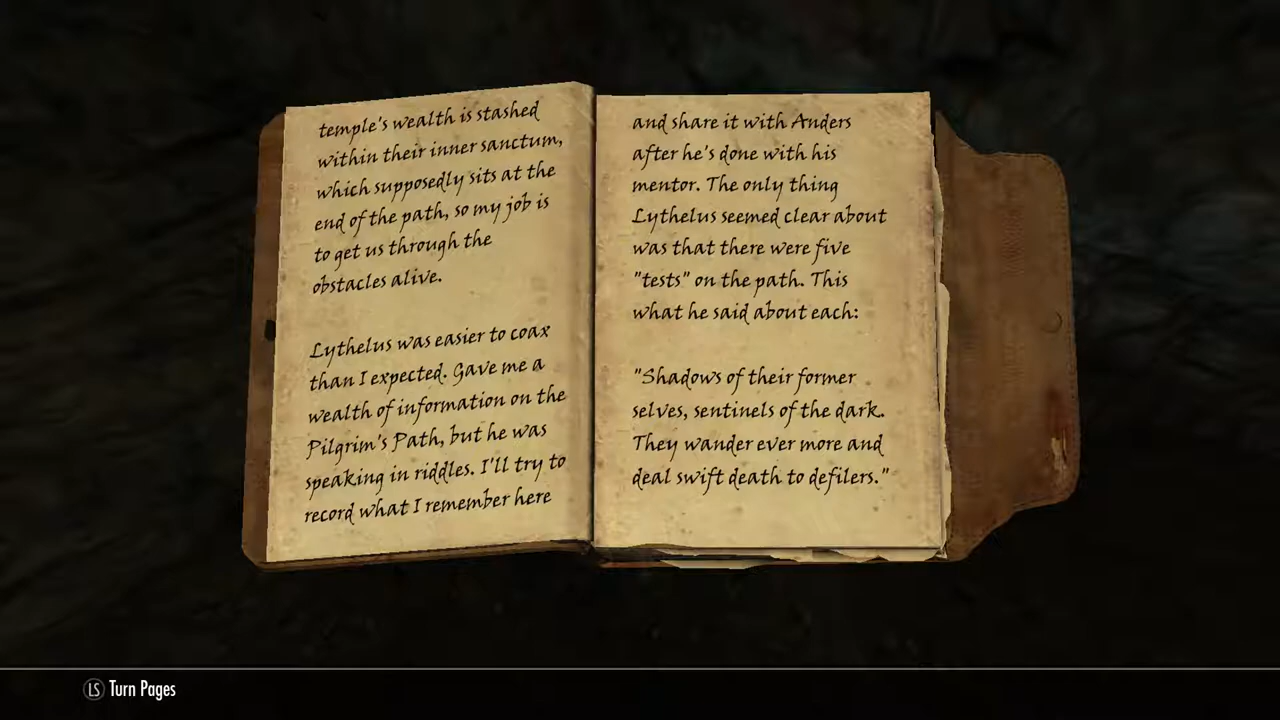 temple's wealth is stashed
within their inner sanctum,
which supposedly sits at the
end of the path, so my job is
to get us through the
obstacles alive.
Lythelus was easier to coax
than I expected. Gave me a
wealth of information on the
Pilgrim's Path, but he was
speaking in riddles. I'll try to
record what I remember here
and share it with Anders
after he's done with his
mentor. The only thing
Lythelus seemed clear about
was that there were five
"tests" on the path. This
what he said about each:
"Shadows of their former
selves, sentinels of the dark.
They wander ever more and
deal swift death to defilers."
LS Turn Pages